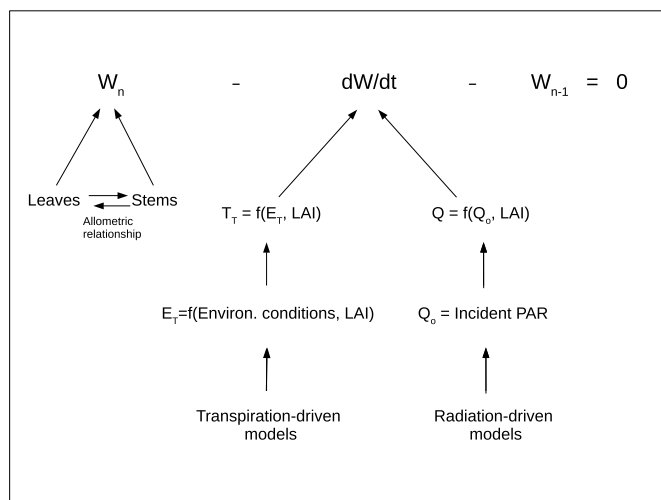 Wn - dW/dt - Wn-1 = 0
Leaves Stems
Allometric
relationship
TT = f(ET, LAI) Q = f(Qo, LAI)
ET=f(Environ. conditions, LAI) Qo = Incident PAR
Transpiration-driven
models
Radiation-driven
models